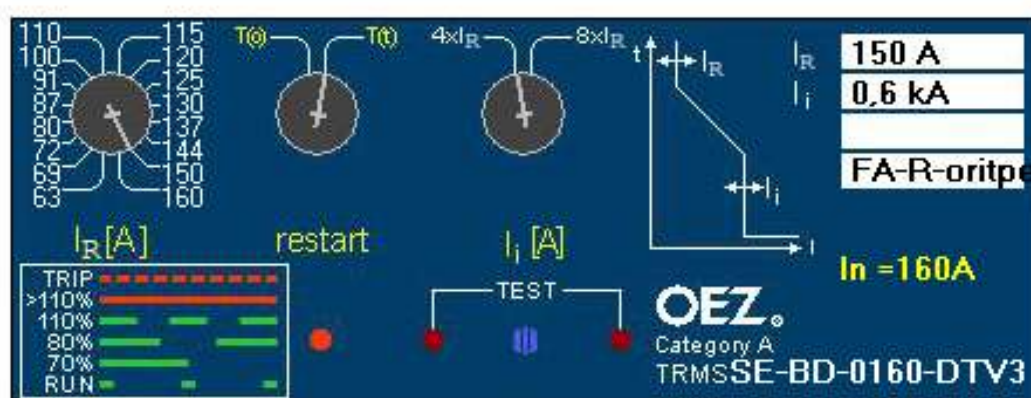 110 115
100 120
91 125
87 130
80 137
72 144
69 150
63 160
IR[A]
T(o) T(t)
restart
4xIR 8xIR
Ii [A]
t IR
Ii
I
IR 150 A
Ii 0,6 kA
FA-R-oritpe
In =160A
TRIP
>110%
110%
80%
70%
RUN
TEST
OEZ
Category A
TRMS SE-BD-0160-DTV3